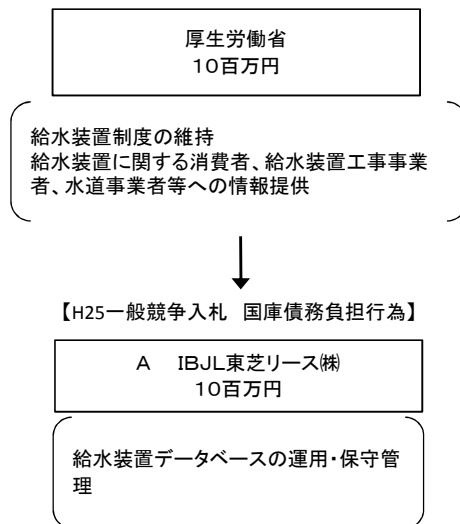 厚生労働省
10百万円
給水装置制度の維持
給水装置に関する消費者、給水装置工事事業
者、水道事業者等への情報提供
【H25一般競争入札　国庫債務負担行為】
A　IBJL東芝リース㈱
10百万円
給水装置データベースの運用・保守管
理